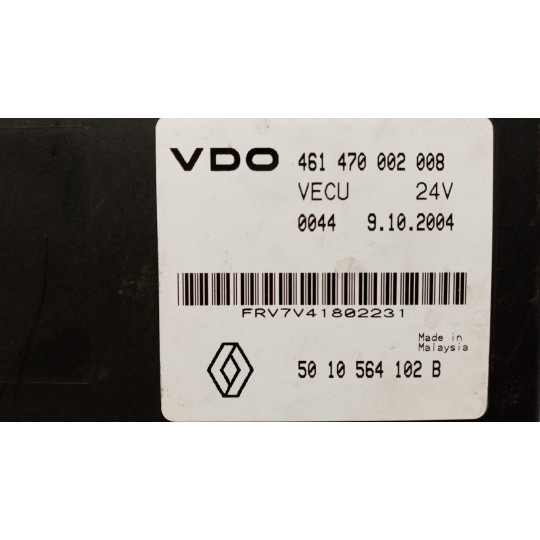 VDO 461 470 002 008
VECU 24V
0044 9.10.2004
FRV7V41802231
Made in
Malaysia
50 10 564 102 B